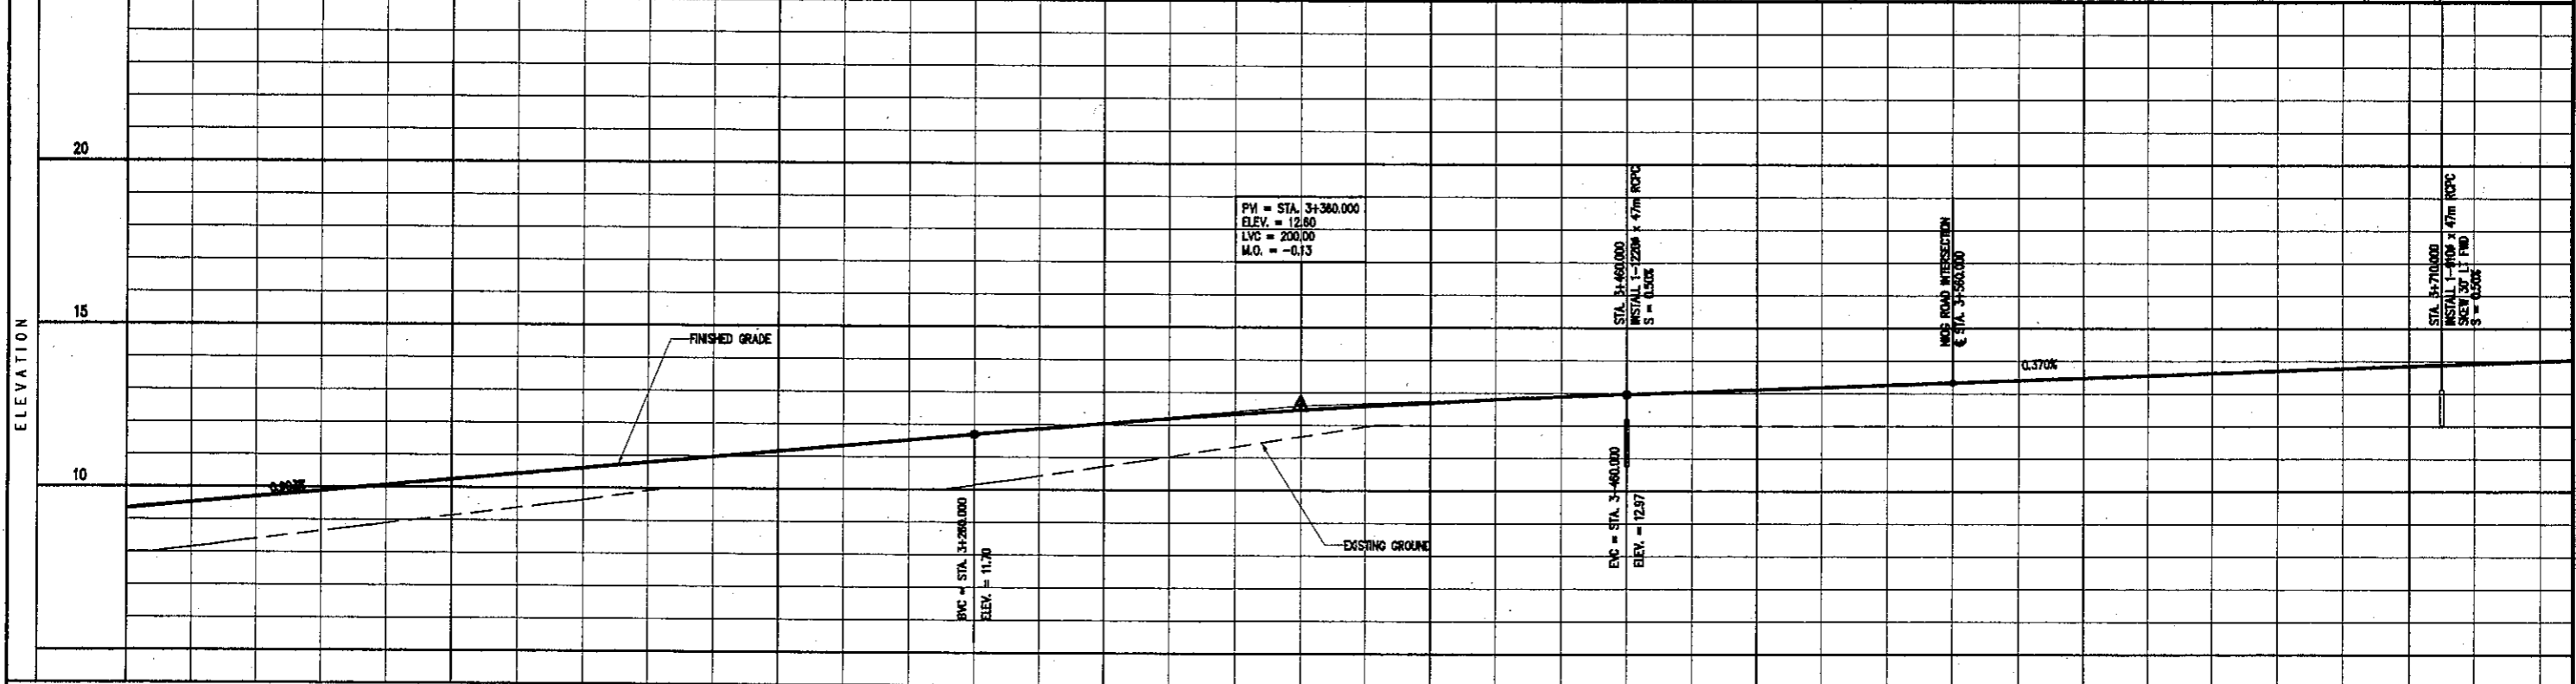 ELEVATION
20
15
10
FINISHED GRADE
PVI = STA. 3+360.000
ELEV. = 12.60
LVC = 200.00
M.O. = -0.13
BVC = STA. 3+260.000
ELEV. = 11.70
EXISTING GROUND
STA. 3+460.000
INSTALL 1-1220ø x 47m RCPC
S = 0.50%
EVC = STA. 3+460.000
ELEV. = 12.97
ROAD INTERSECTION
℄ STA. 3+560.000
0.370%
STA. 3+710.000
INSTALL 1-910ø x 47m RCPC
SKEW 30° LT FWD
S = 0.50%